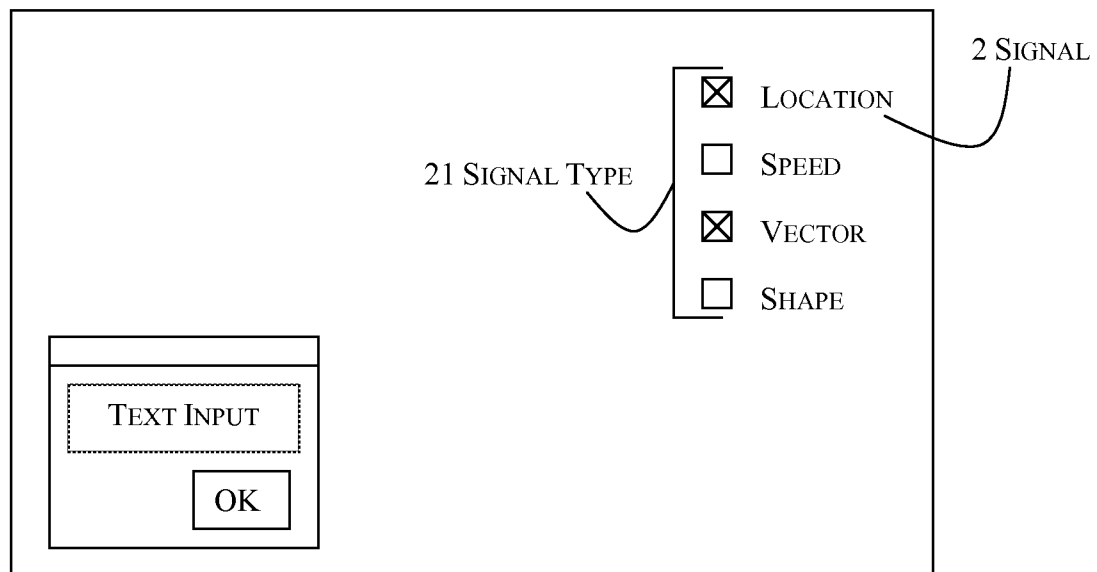 2 SIGNAL
LOCATION
21 SIGNAL TYPE
SPEED
VECTOR
SHAPE
TEXT INPUT
OK